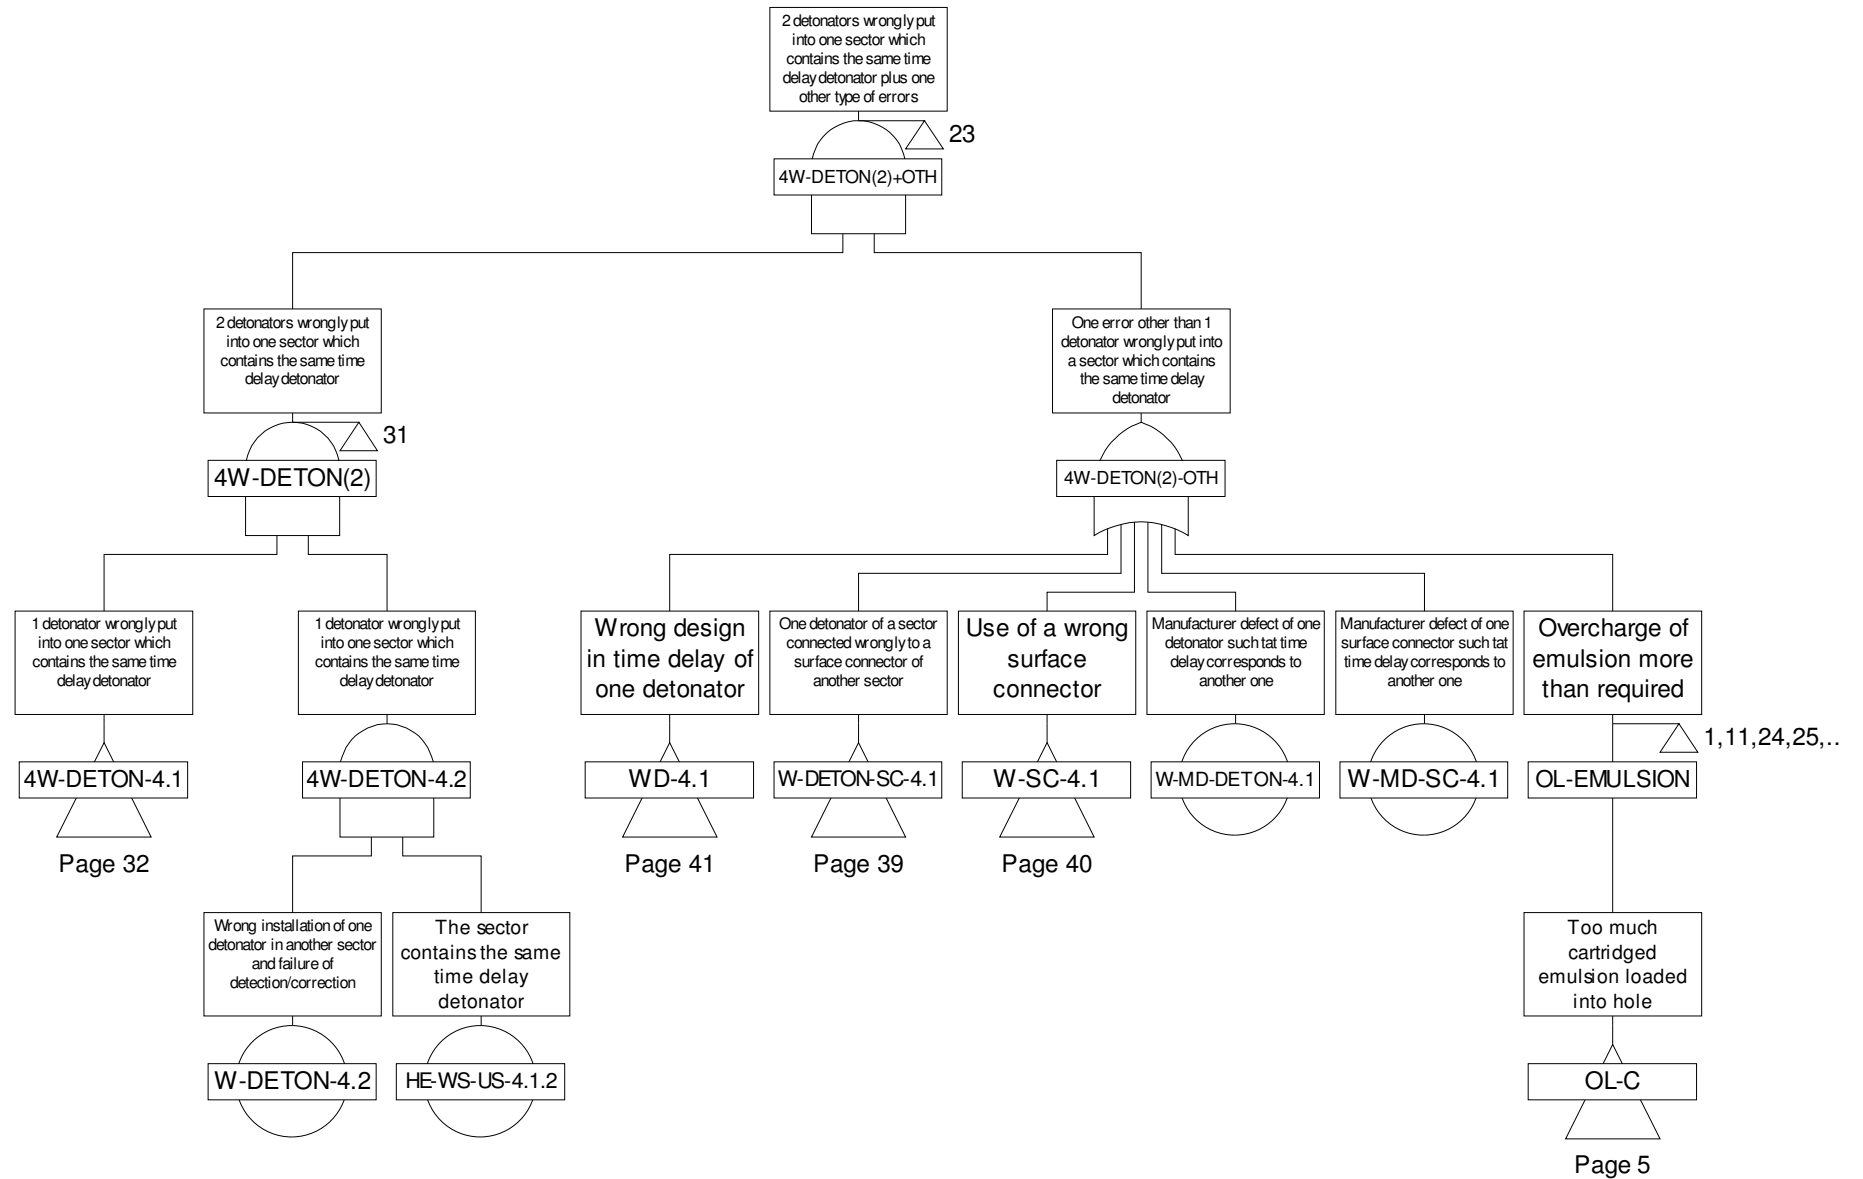 2 detonators wrongly put
into one sector which
contains the same time
delay detonator plus one
other type of errors
23
4W-DETON(2)+OTH
2 detonators wrongly put
into one sector which
contains the same time
delay detonator
31
4W-DETON(2)
One error other than 1
detonator wrongly put into
a sector which contains
the same time delay
detonator
4W-DETON(2)-OTH
1 detonator wrongly put
into one sector which
contains the same time
delay detonator
4W-DETON-4.1
Page 32
1 detonator wrongly put
into one sector which
contains the same time
delay detonator
4W-DETON-4.2
Wrong design
in time delay of
one detonator
WD-4.1
Page 41
One detonator of a sector
connected wrongly to a
surface connector of
another sector
W-DETON-SC-4.1
Page 39
Use of a wrong
surface
connector
W-SC-4.1
Page 40
Manufacturer defect of one
detonator such tat time
delay corresponds to
another one
W-MD-DETON-4.1
Manufacturer defect of one
surface connector such tat
time delay corresponds to
another one
W-MD-SC-4.1
Overcharge of
emulsion more
than required
1,11,24,25,..
OL-EMULSION
Wrong installation of one
detonator in another sector
and failure of
detection/correction
W-DETON-4.2
The sector
contains the same
time delay
detonator
HE-WS-US-4.1.2
Too much
cartridged
emulsion loaded
into hole
OL-C
Page 5